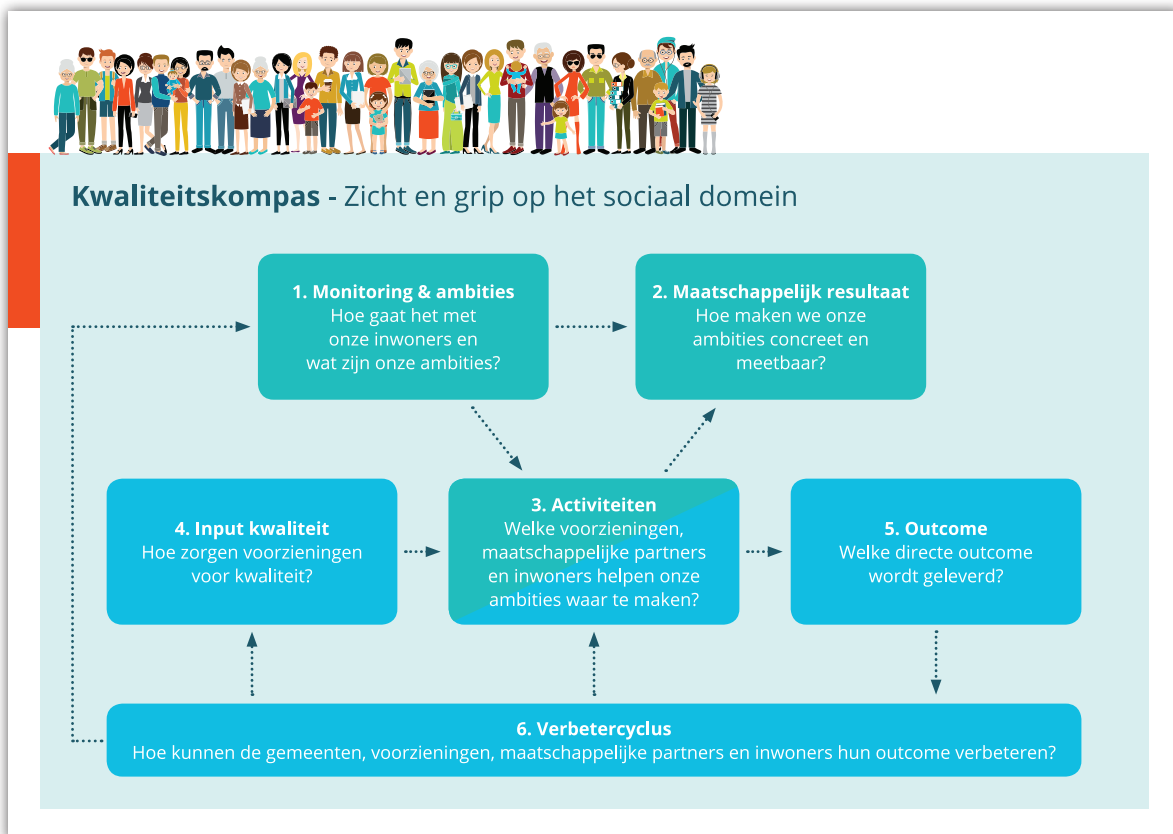 Kwaliteitskompas - Zicht en grip op het sociaal domein
1. Monitoring & ambities
Hoe gaat het met
onze inwoners en
wat zijn onze ambities?
2. Maatschappelijk resultaat
Hoe maken we onze
ambities concreet en
meetbaar?
4. Input kwaliteit
Hoe zorgen voorzieningen
voor kwaliteit?
3. Activiteiten
Welke voorzieningen,
maatschappelijke partners
en inwoners helpen onze
ambities waar te maken?
5. Outcome
Welke directe outcome
wordt geleverd?
6. Verbetercyclus
Hoe kunnen de gemeenten, voorzieningen, maatschappelijke partners en inwoners hun outcome verbeteren?